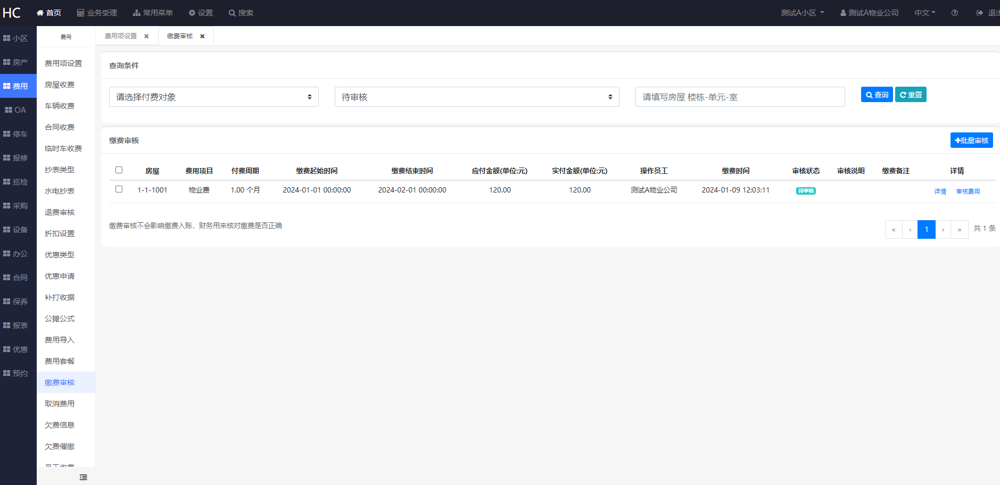 HC 首页 业务受理 常用菜单 设置 搜索 测试A小区 测试A物业公司 中文 退出
小区
房产
费用
OA
停车
报修
巡检
采购
设备
办公
合同
保养
报表
优惠
预约
费用
费用项设置
房屋收费
车辆收费
合同收费
临时车收费
抄表类型
水电抄表
退费审核
折扣设置
优惠类型
优惠申请
补打收据
公摊公式
费用导入
费用套餐
缴费审核
取消费用
欠费信息
欠费催缴
员工收费
费用项设置 缴费审核
查询条件
请选择付费对象 待审核 请填写房屋 楼栋-单元-室 查询 重置
缴费审核 批量审核
房屋 费用项目 付费周期 缴费起始时间 缴费结束时间 应付金额(单位:元) 实付金额(单位:元) 操作员工 缴费时间 审核状态 审核说明 缴费备注 详情
1-1-1001 物业费 1.00 个月 2024-01-01 00:00:00 2024-02-01 00:00:00 120.00 120.00 测试A物业公司 2024-01-09 12:03:11 待审核 详情 审核费用
缴费审核不会影响缴费入账，财务用来核对缴费是否正确
« ‹ 1 › » 共 1 条